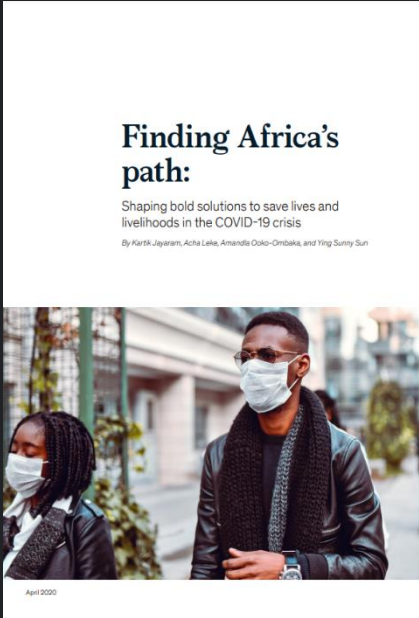 Finding Africa's
path:
Shaping bold solutions to save lives and
livelihoods in the COVID-19 crisis
By Kartik Jayaram, Acha Leke, Amandla Ooko-Ombaka, and Ying Sunny Sun
April 2020